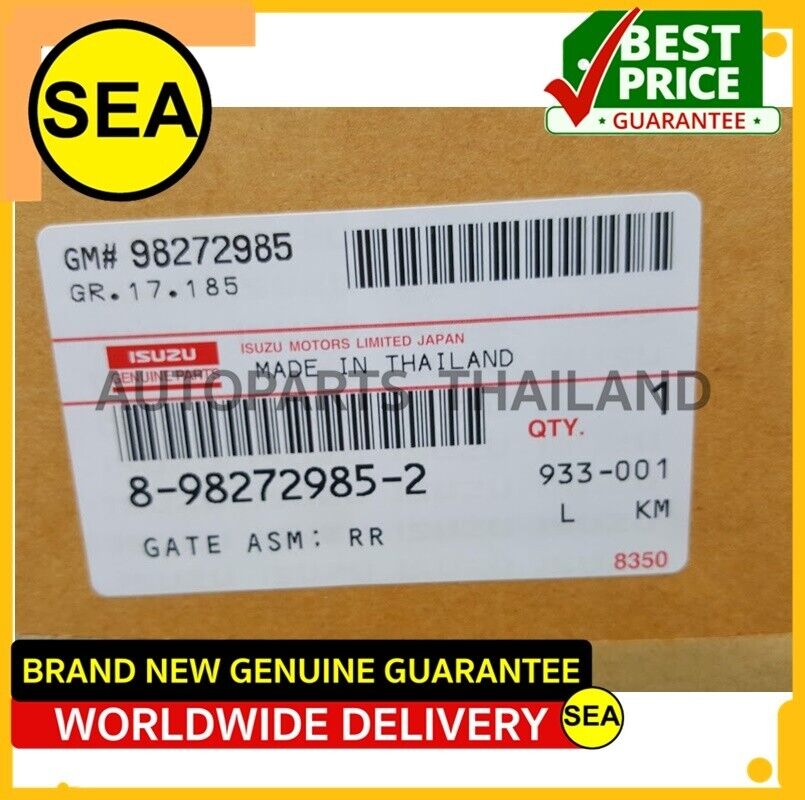 SEA
BEST
PRICE
GUARANTEE
GM# 98272985
GR.17.185
ISUZU
GENUINE PARTS
ISUZU MOTORS LIMITED JAPAN
MADE IN THAILAND
AUTOPARTS THAILAND
QTY. 1
8-98272985-2
933-001
GATE ASM: RR
L KM
8350
BRAND NEW GENUINE GUARANTEE
WORLDWIDE DELIVERY
SEA